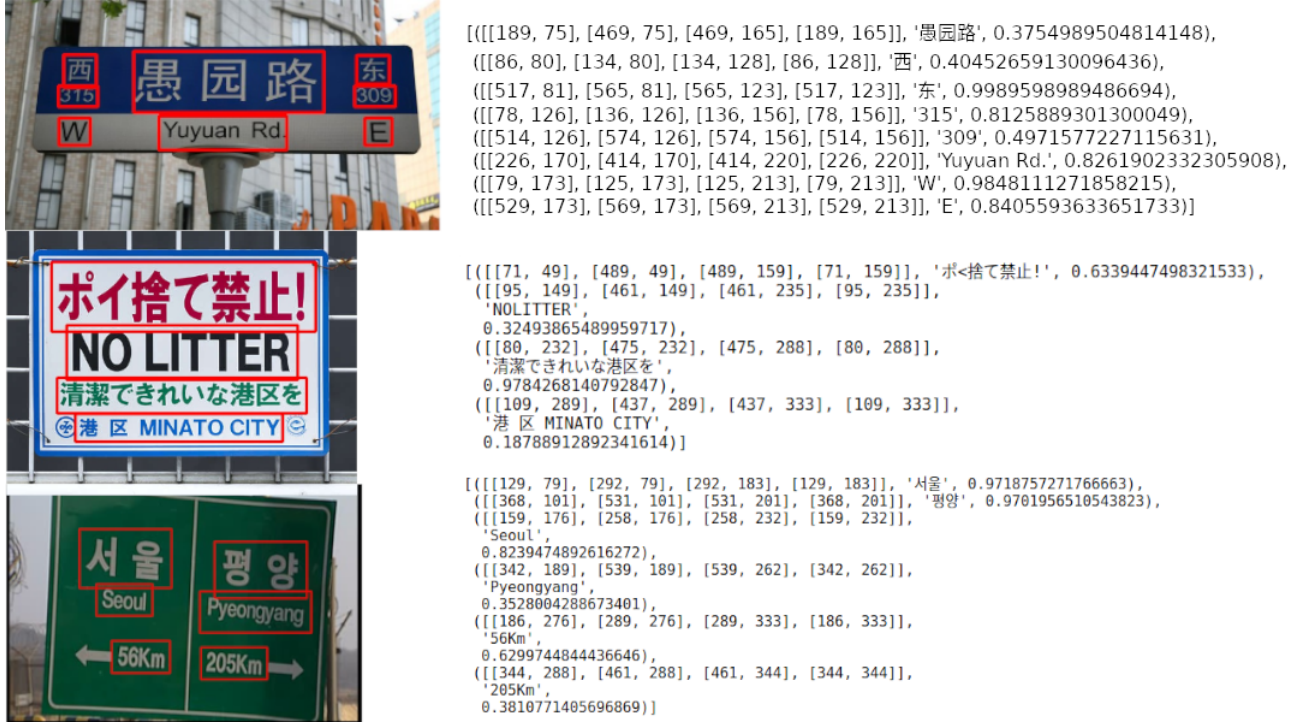 西 愚园路 东
315 309
W Yuyuan Rd. E
[([[189, 75], [469, 75], [469, 165], [189, 165]], '愚园路', 0.3754989504814148),
([[86, 80], [134, 80], [134, 128], [86, 128]], '西', 0.40452659130096436),
([[517, 81], [565, 81], [565, 123], [517, 123]], '东', 0.9989598989486694),
([[78, 126], [136, 126], [136, 156], [78, 156]], '315', 0.8125889301300049),
([[514, 126], [574, 126], [574, 156], [514, 156]], '309', 0.4971577227115631),
([[226, 170], [414, 170], [414, 220], [226, 220]], 'Yuyuan Rd.', 0.8261902332305908),
([[79, 173], [125, 173], [125, 213], [79, 213]], 'W', 0.9848111271858215),
([[529, 173], [569, 173], [569, 213], [529, 213]], 'E', 0.8405593633651733)]
ポイ捨て禁止!
NO LITTER
清潔できれいな港区を
港 区 MINATO CITY
[([[71, 49], [489, 49], [489, 159], [71, 159]], 'ポ<捨て禁止!', 0.6339447498321533),
([[95, 149], [461, 149], [461, 235], [95, 235]],
'NOLITTER',
0.32493865489959717),
([[80, 232], [475, 232], [475, 288], [80, 288]],
'清潔できれいな港区を',
0.9784268140792847),
([[109, 289], [437, 289], [437, 333], [109, 333]],
'港 区 MINATO CITY',
0.18788912892341614)]
서울 평양
Seoul Pyeongyang
56Km 205Km
[([[129, 79], [292, 79], [292, 183], [129, 183]], '서울', 0.9718757271766663),
([[368, 101], [531, 101], [531, 201], [368, 201]], '평양', 0.9701956510543823),
([[159, 176], [258, 176], [258, 232], [159, 232]],
'Seoul',
0.8239474892616272),
([[342, 189], [539, 189], [539, 262], [342, 262]],
'Pyeongyang',
0.3528004288673401),
([[186, 276], [289, 276], [289, 333], [186, 333]],
'56Km',
0.6299744844436646),
([[344, 288], [461, 288], [461, 344], [344, 344]],
'205Km',
0.3810771405696869)]